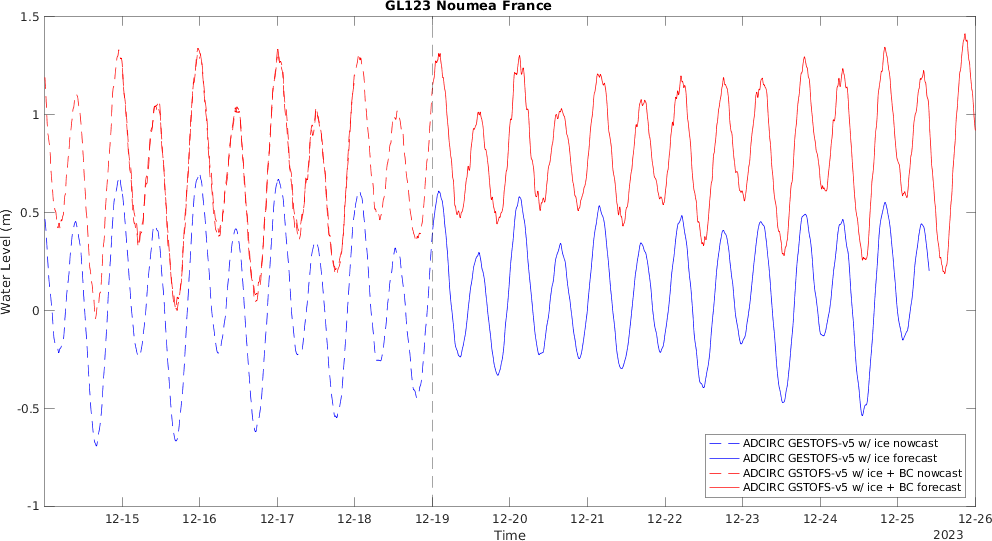 GL123 Noumea France
1.5
1
0.5
0
-0.5
-1
Water Level (m)
12-15 12-16 12-17 12-18 12-19 12-20 12-21 12-22 12-23 12-24 12-25 12-26
Time
2023
ADCIRC GESTOFS-v5 w/ ice nowcast
ADCIRC GESTOFS-v5 w/ ice forecast
ADCIRC GSTOFS-v5 w/ ice + BC nowcast
ADCIRC GSTOFS-v5 w/ ice + BC forecast